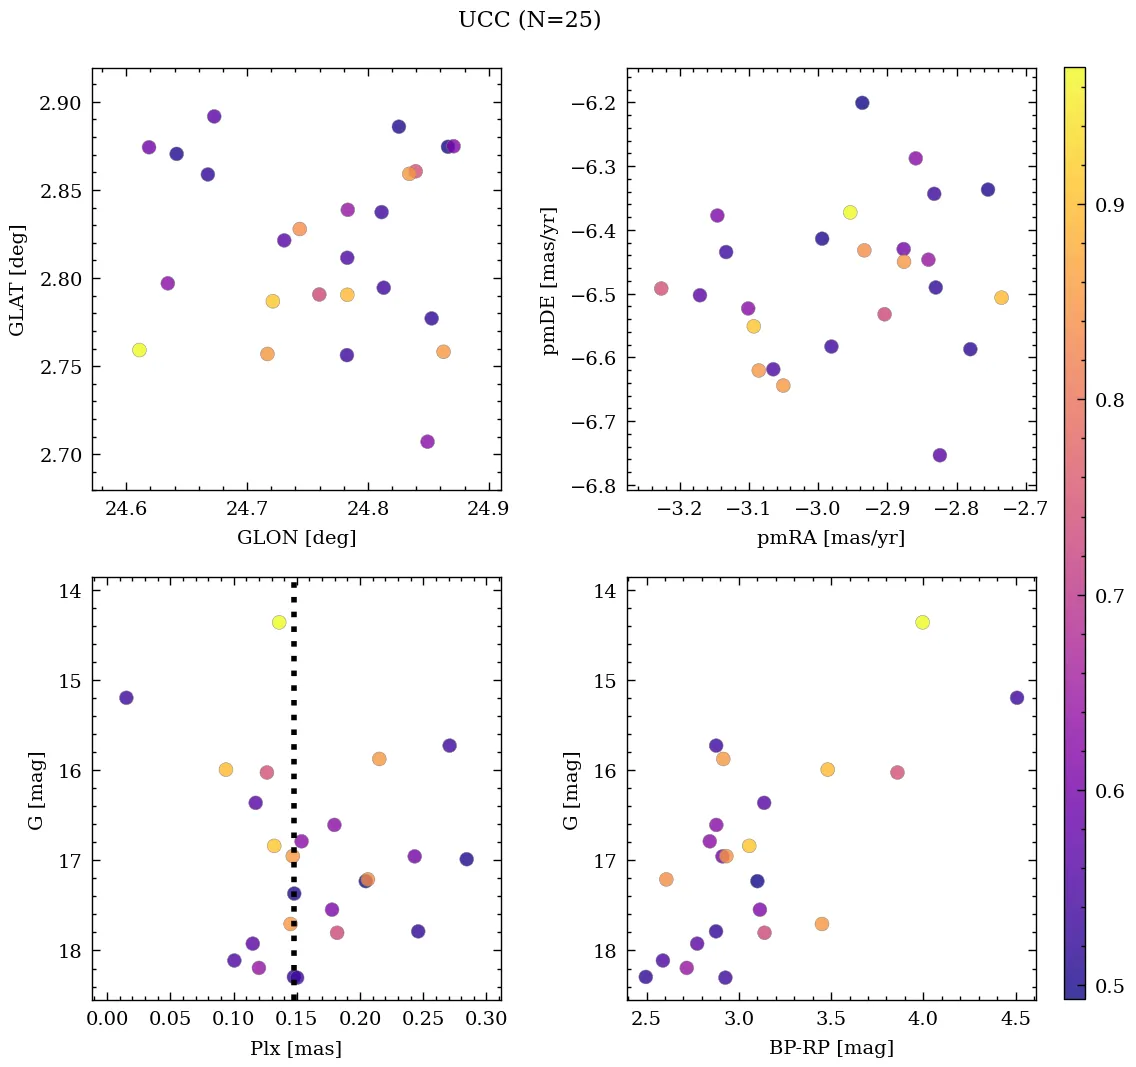 UCC (N=25)
2.90
2.85
2.80
2.75
2.70
GLAT [deg]
24.6 24.7 24.8 24.9
GLON [deg]
−6.2
−6.3
−6.4
−6.5
−6.6
−6.7
−6.8
pmDE [mas/yr]
−3.2 −3.1 −3.0 −2.9 −2.8 −2.7
pmRA [mas/yr]
14
15
16
17
18
G [mag]
0.00 0.05 0.10 0.15 0.20 0.25 0.30
Plx [mas]
14
15
16
17
18
G [mag]
2.5 3.0 3.5 4.0 4.5
BP-RP [mag]
0.9
0.8
0.7
0.6
0.5